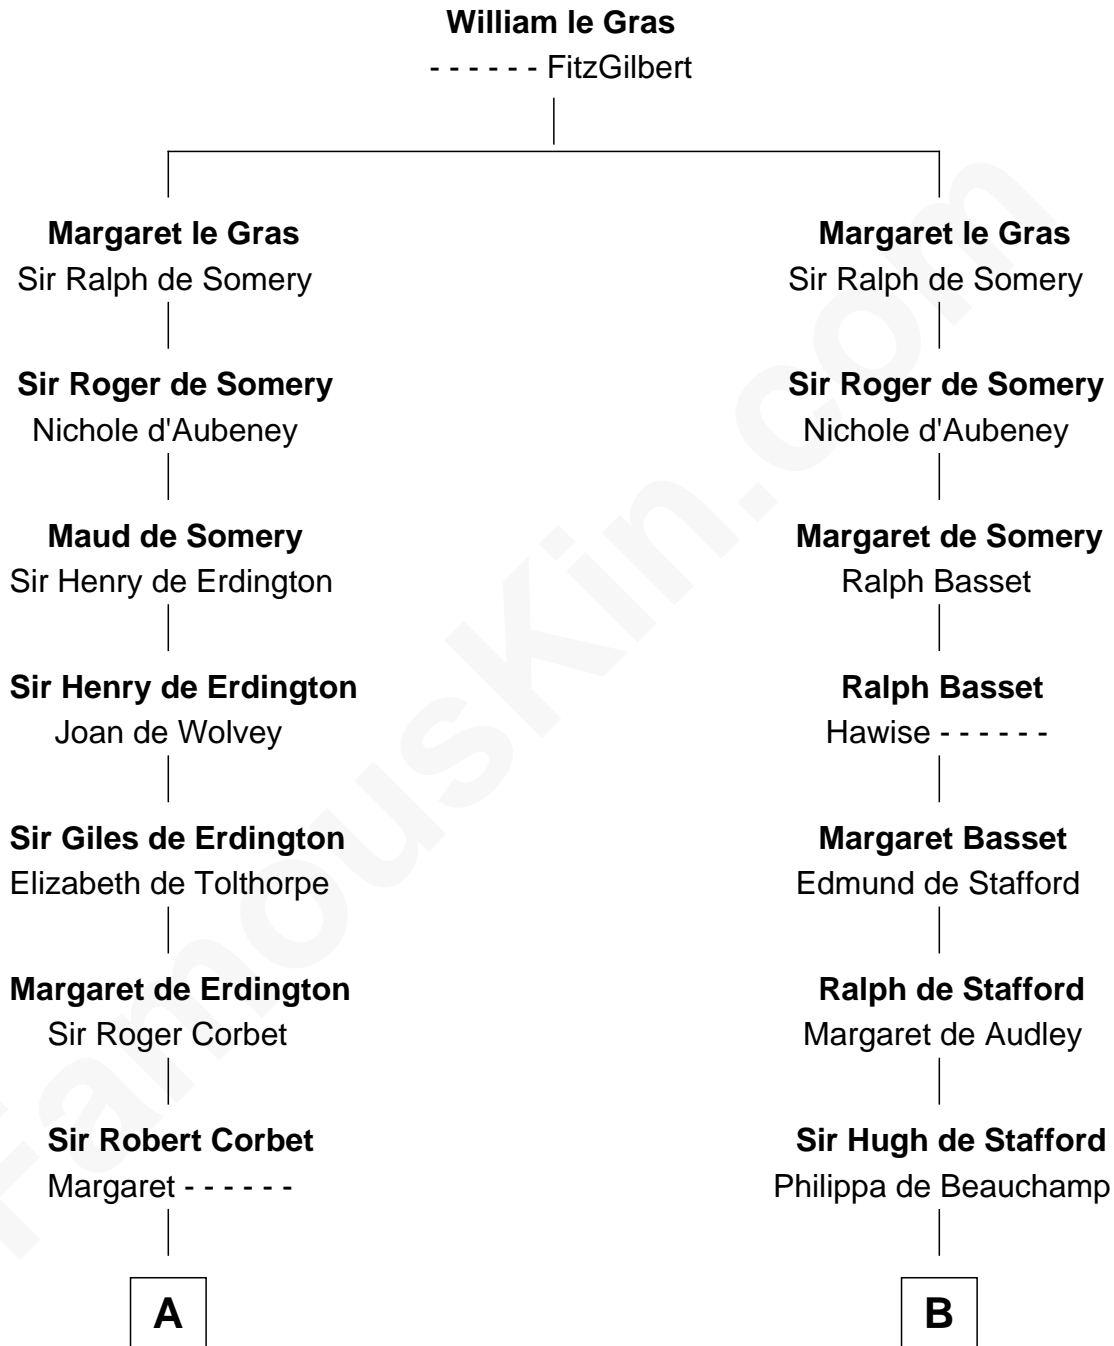 William le Gras
- - - - - - FitzGilbert
Margaret le Gras
Sir Ralph de Somery
Margaret le Gras
Sir Ralph de Somery
Sir Roger de Somery
Nichole d'Aubeney
Sir Roger de Somery
Nichole d'Aubeney
Maud de Somery
Sir Henry de Erdington
Margaret de Somery
Ralph Basset
Sir Henry de Erdington
Joan de Wolvey
Ralph Basset
Hawise - - - - - -
Sir Giles de Erdington
Elizabeth de Tolthorpe
Margaret Basset
Edmund de Stafford
Margaret de Erdington
Sir Roger Corbet
Ralph de Stafford
Margaret de Audley
Sir Robert Corbet
Margaret - - - - - -
Sir Hugh de Stafford
Philippa de Beauchamp
A
B
FamousKin.com